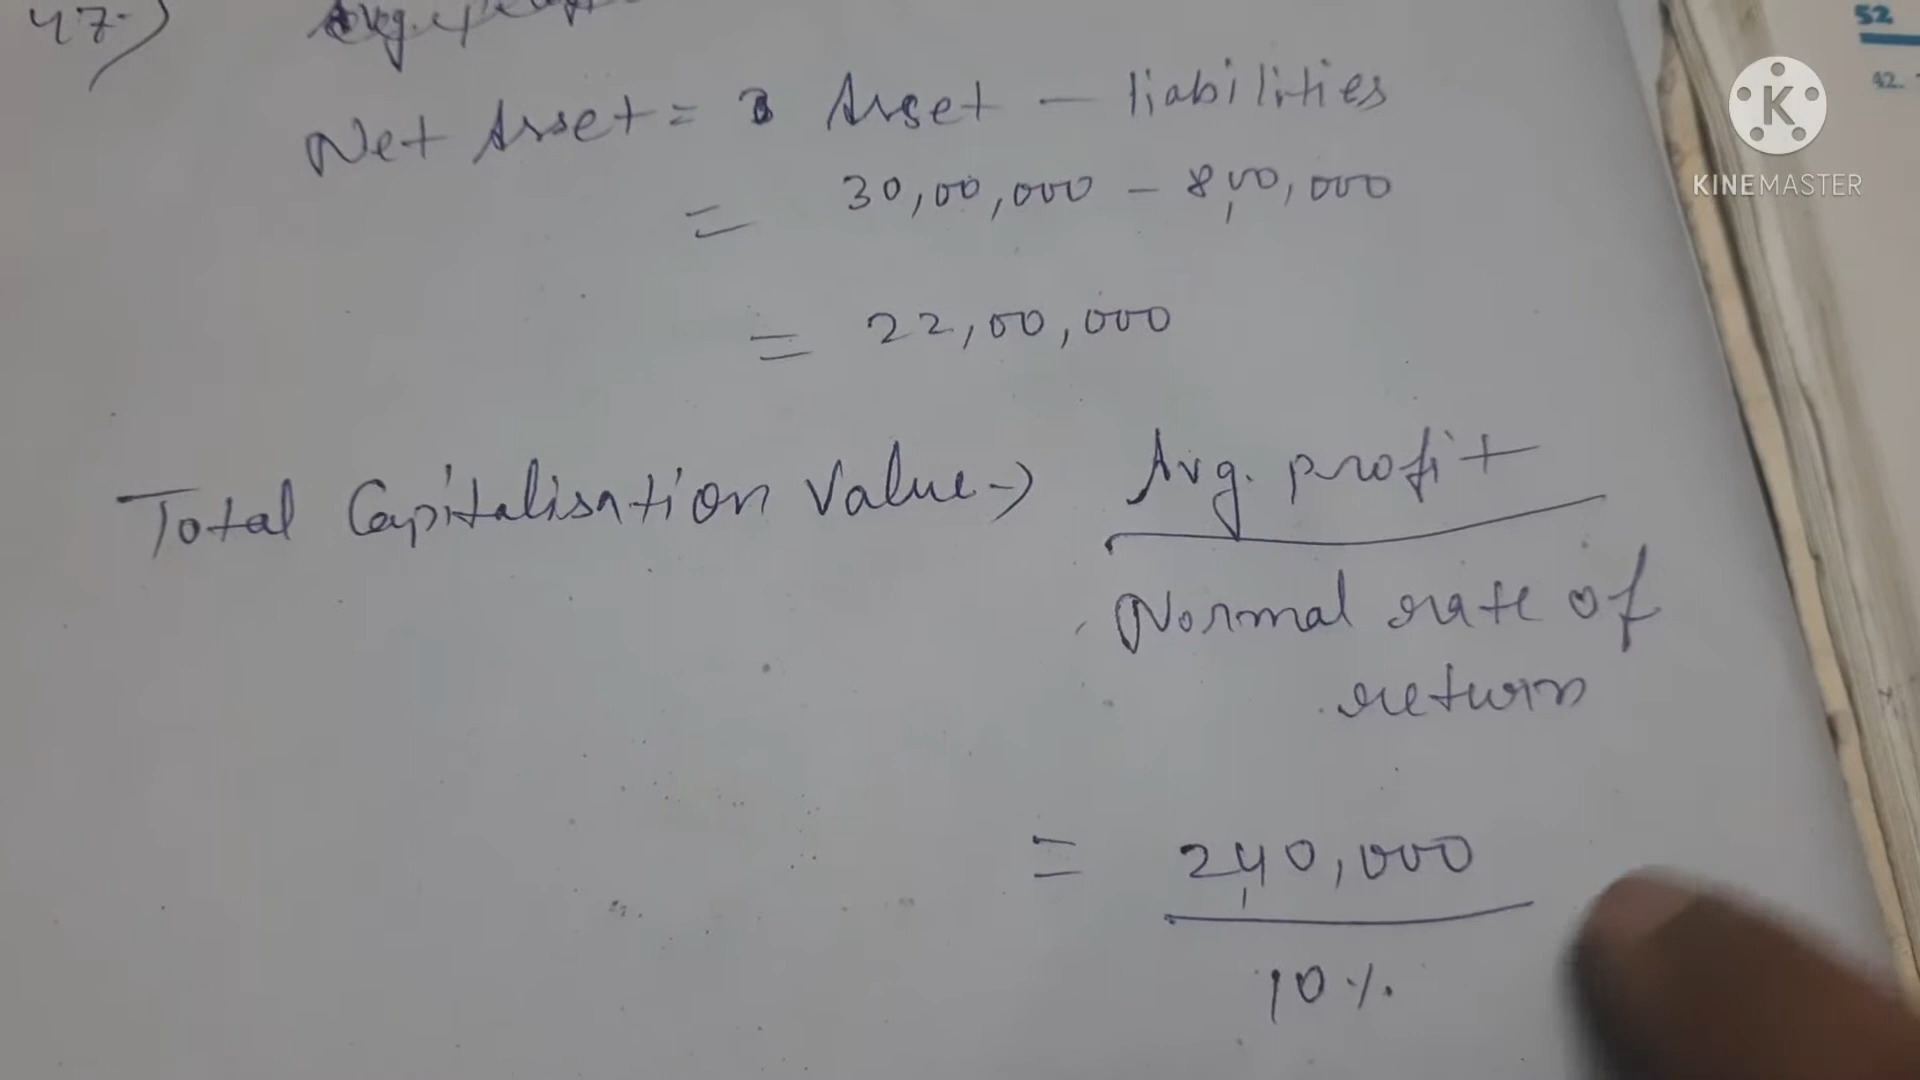 47.)
Net Asset = Asset - liabilities
= 30,00,000 - 8,00,000
= 22,00,000
Total Capitalisation Value → Avg. profit
Normal rate of
return
= 2,40,000
10%
52
42.
KINEMASTER